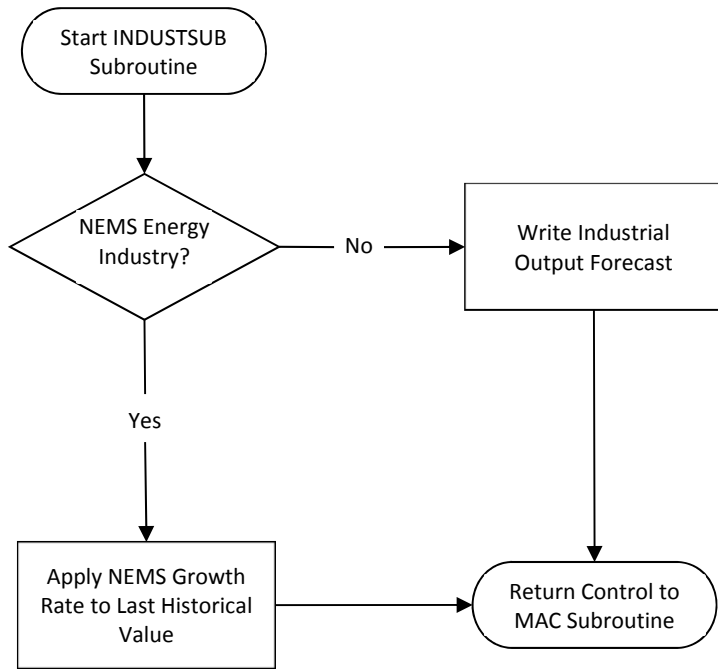 Start INDUSTSUB
Subroutine
NEMS Energy
Industry?
No
Write Industrial
Output Forecast
Yes
Apply NEMS Growth
Rate to Last Historical
Value
Return Control to
MAC Subroutine